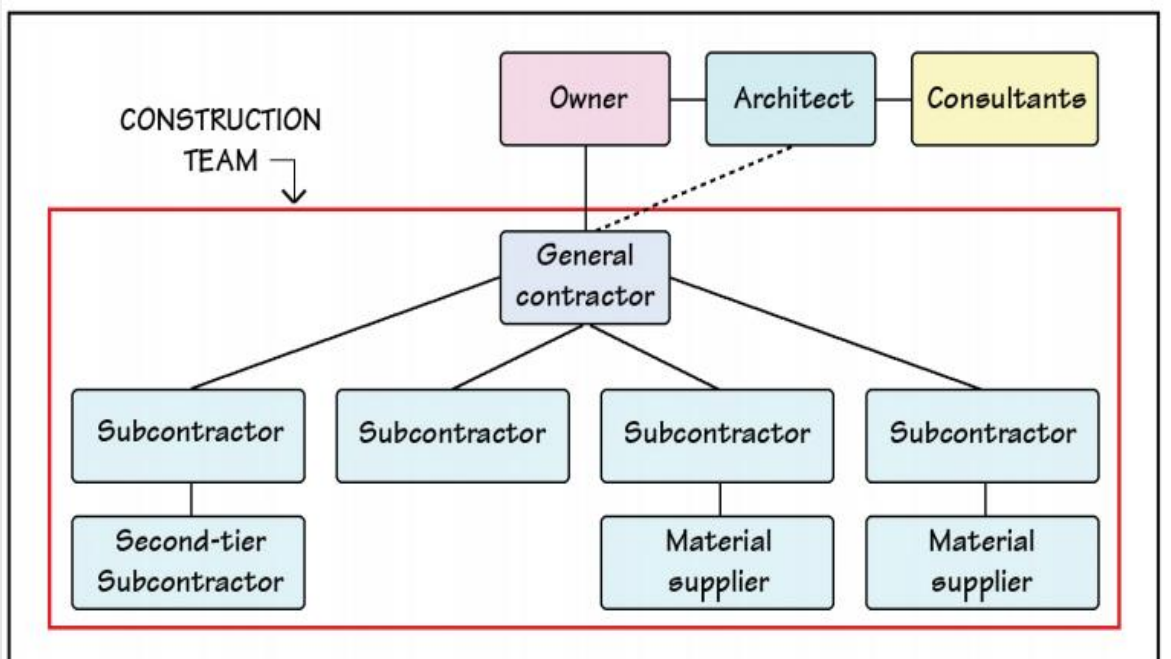 Owner
Architect
Consultants
CONSTRUCTION
TEAM
General
contractor
Subcontractor
Subcontractor
Subcontractor
Subcontractor
Second-tier
Subcontractor
Material
supplier
Material
supplier